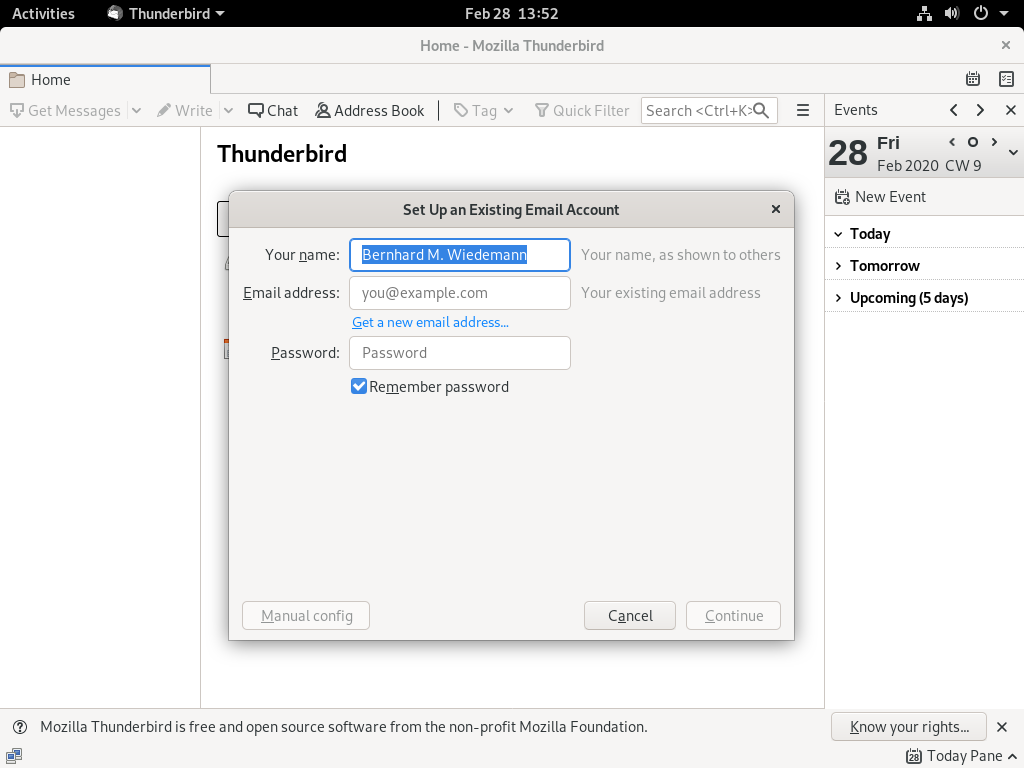 Activities Thunderbird Feb 28 13:52
Home - Mozilla Thunderbird
Home
Get Messages Write Chat Address Book Tag Quick Filter Search <Ctrl+K>
Events
Thunderbird
28 Fri
Feb 2020 CW 9
New Event
Today
Tomorrow
Upcoming (5 days)
Set Up an Existing Email Account
Your name: Bernhard M. Wiedemann Your name, as shown to others
Email address: you@example.com Your existing email address
Get a new email address...
Password: Password
Remember password
Manual config Cancel Continue
Mozilla Thunderbird is free and open source software from the non-profit Mozilla Foundation. Know your rights...
28 Today Pane